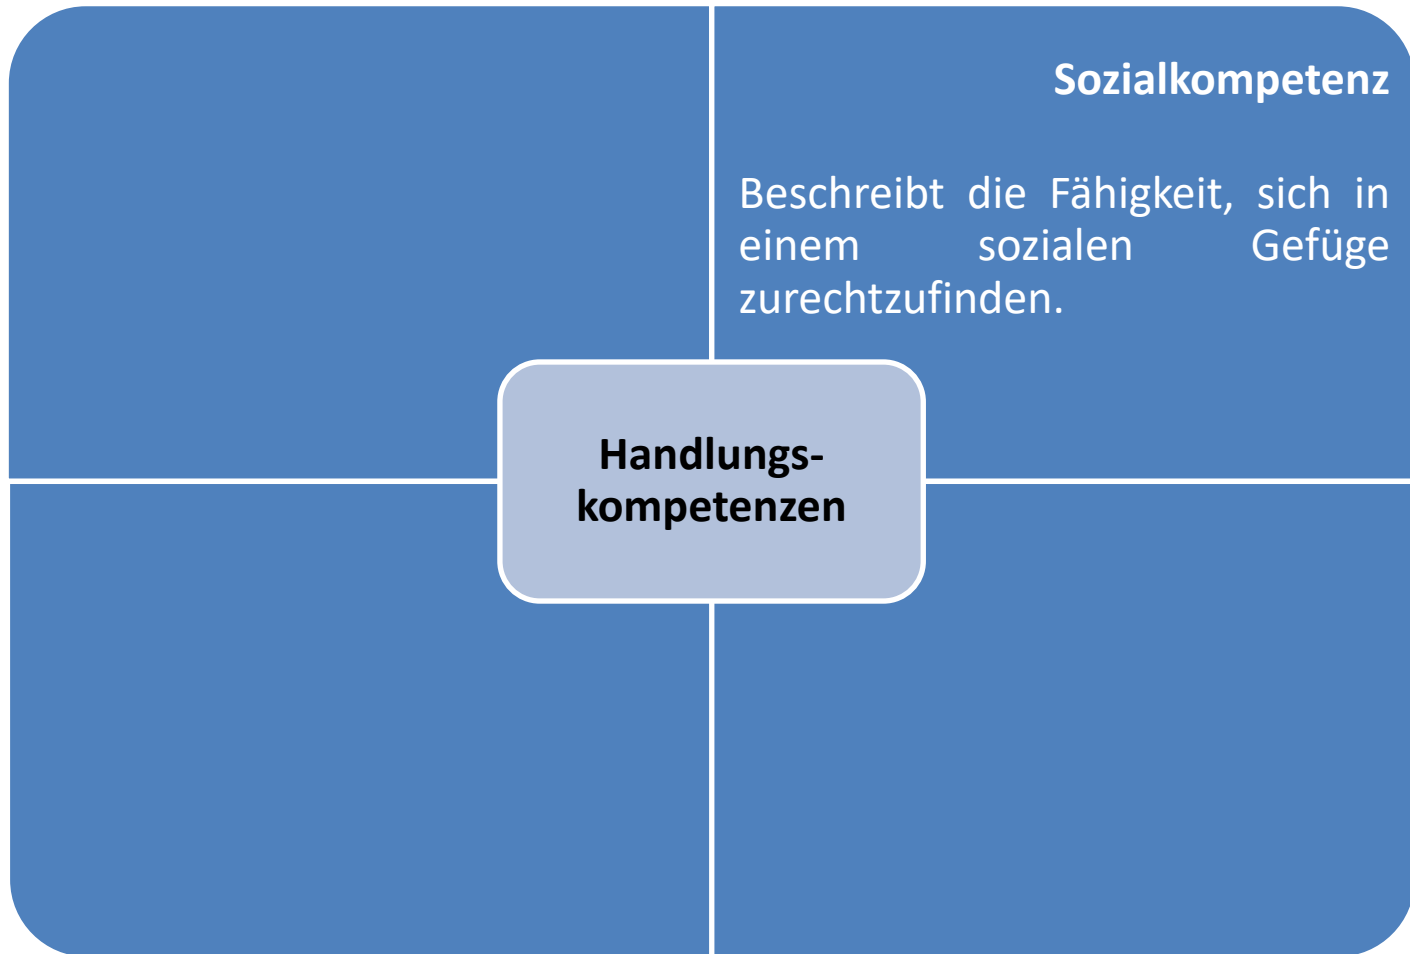 Sozialkompetenz
Beschreibt die Fähigkeit, sich in
einem sozialen Gefüge
zurechtzufinden.
Handlungs-
kompetenzen